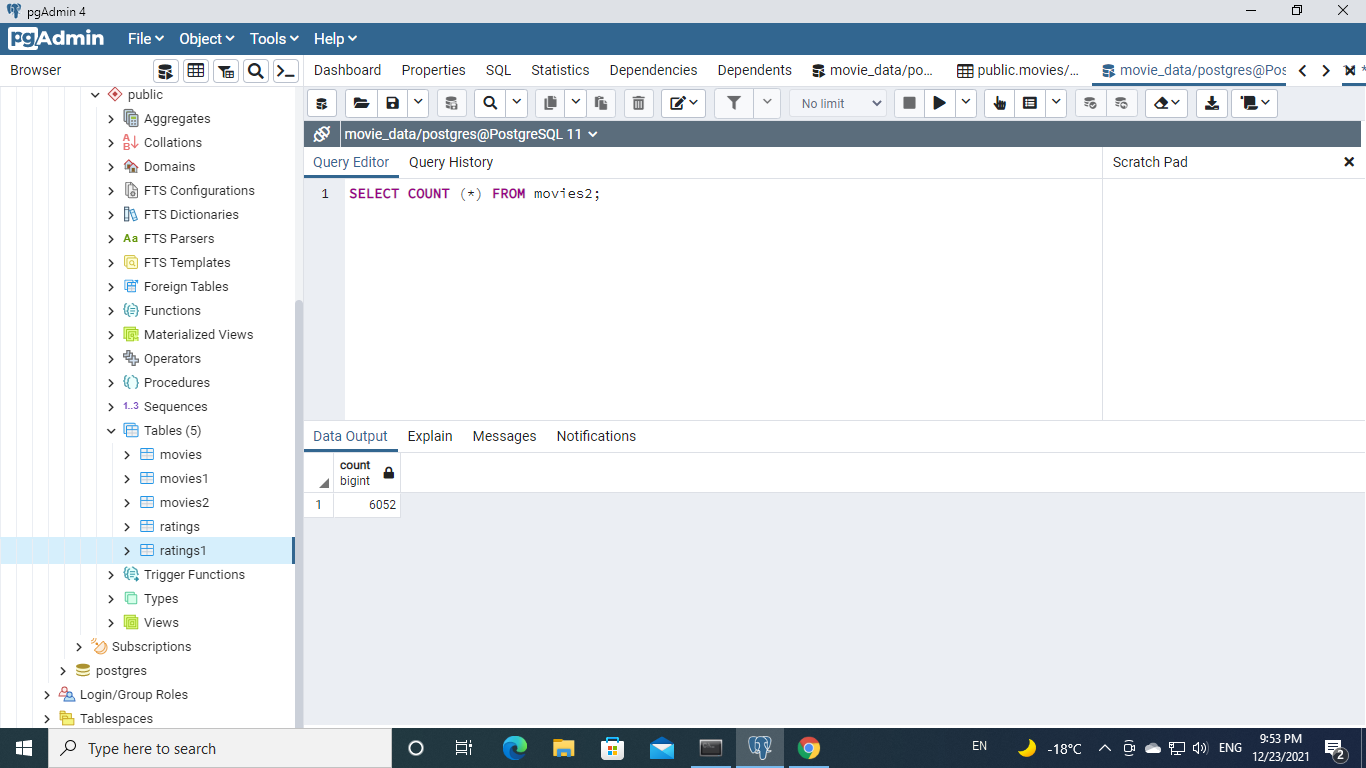 pgAdmin 4
pgAdmin File Object Tools Help
Browser
Dashboard Properties SQL Statistics Dependencies Dependents movie_data/po... public.movies/... movie_data/postgres@Pos
No limit
movie_data/postgres@PostgreSQL 11
Query Editor Query History
Scratch Pad
1 SELECT COUNT (*) FROM movies2;
public
Aggregates
Collations
Domains
FTS Configurations
FTS Dictionaries
Aa FTS Parsers
FTS Templates
Foreign Tables
Functions
Materialized Views
Operators
Procedures
1..3 Sequences
Tables (5)
movies
movies1
movies2
ratings
ratings1
Trigger Functions
Types
Views
Subscriptions
postgres
Login/Group Roles
Tablespaces
Data Output Explain Messages Notifications
count
bigint
1 6052
Type here to search
EN
-18°C
ENG
9:53 PM
12/23/2021
2